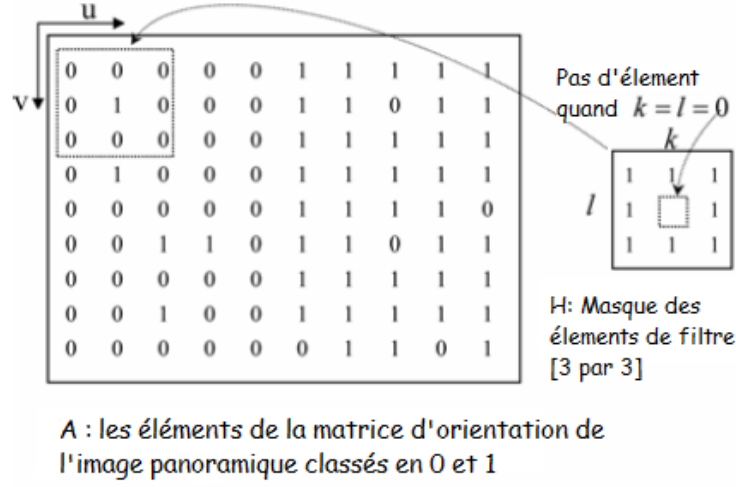 u
v
0 0 0 0 0 1 1 1 1 1
0 1 0 0 0 1 1 0 1 1
0 0 0 0 0 1 1 1 1 1
0 1 0 0 0 1 1 1 1 1
0 0 0 0 0 1 1 1 1 0
0 0 1 1 0 1 1 0 1 1
0 0 0 0 0 1 1 1 1 1
0 0 1 0 0 1 1 1 1 1
0 0 0 0 0 0 1 1 0 1
Pas d'élement
quand k = l = 0
k
l
1 1 1
1 1
1 1 1
H: Masque des
élements de filtre
[3 par 3]
A : les éléments de la matrice d'orientation de
l'image panoramique classés en 0 et 1